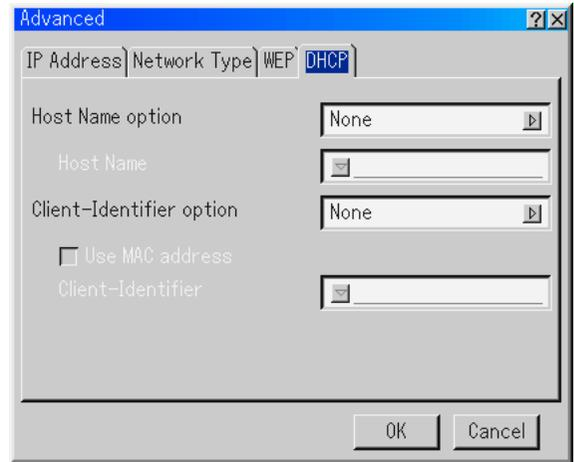 Advanced
IP Address Network Type WEP DHCP
Host Name option None
Host Name
Client-Identifier option None
Use MAC address
Client-Identifier
OK Cancel